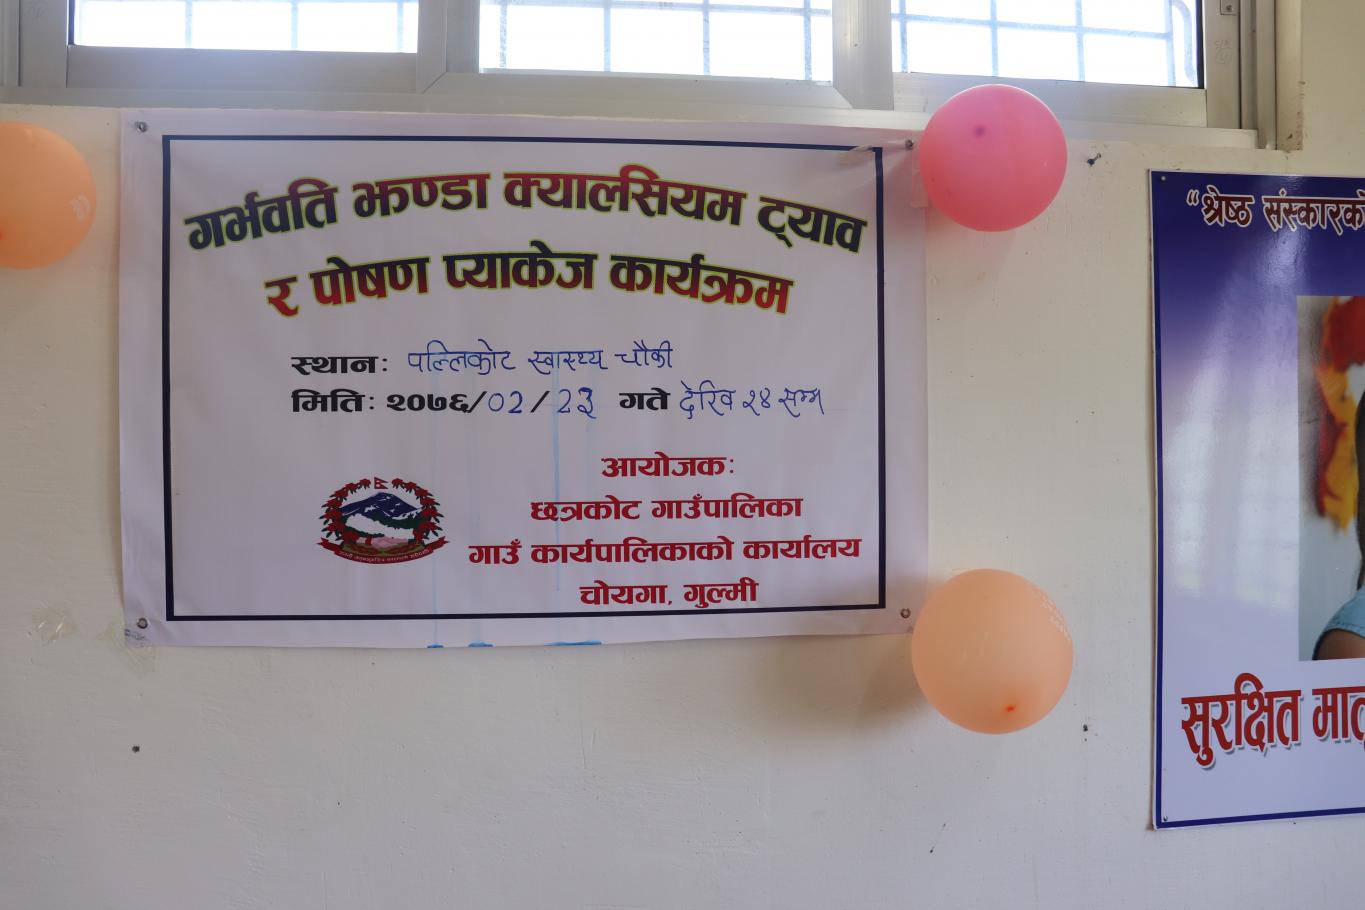 गर्भवति झण्डा क्यालसियम ट्याव
र पोषण प्याकेज कार्यक्रम
स्थान: पल्लिकोट स्वास्थ्य चौकी
मिति: २०७६/02/23 गते देखि २४ सम्म
आयोजक:
छत्रकोट गाउँपालिका
गाउँ कार्यपालिकाको कार्यालय
चोयगा, गुल्मी
“श्रेष्ठ संस्कारको
सुरक्षित मातृ